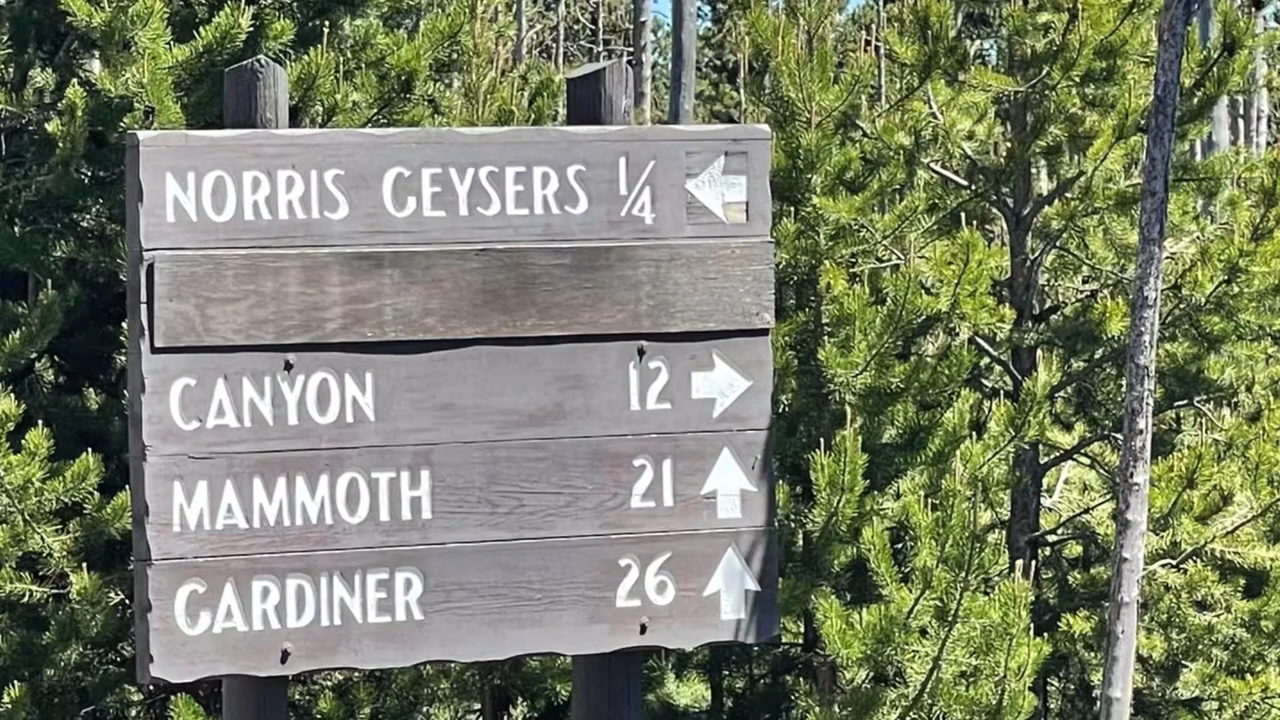 NORRIS GEYSERS 1/4 ←
CANYON 12 →
MAMMOTH 21 ↑
GARDINER 26 ↑